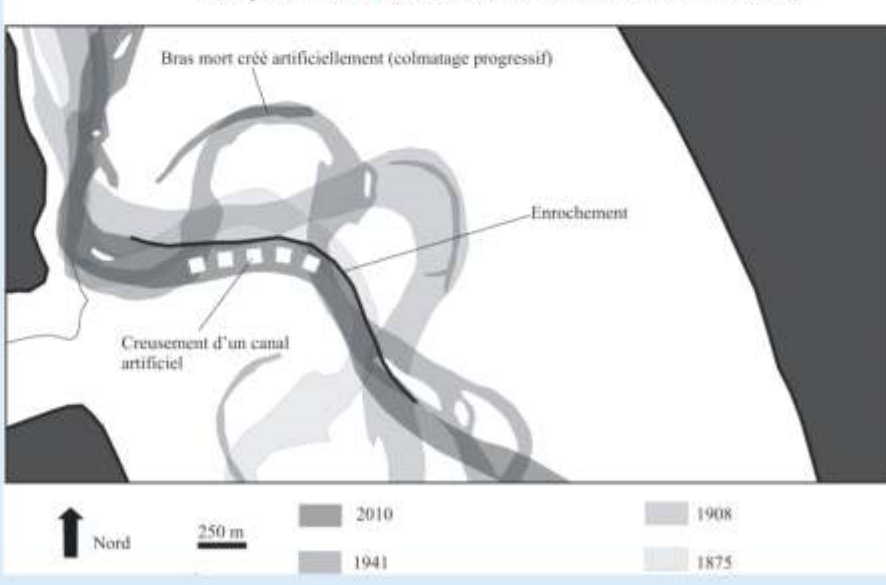 Bras mort créé artificiellement (colmatage progressif)
Enrochement
Creusement d'un canal
artificiel
Nord
250 m
2010
1908
1941
1875